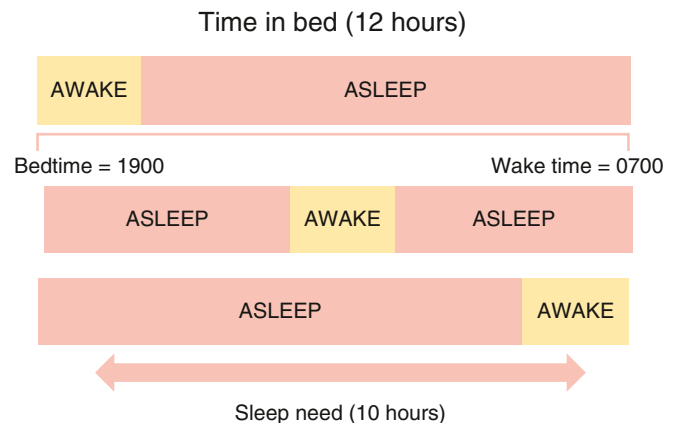 Time in bed (12 hours)
AWAKE ASLEEP
Bedtime = 1900 Wake time = 0700
ASLEEP AWAKE ASLEEP
ASLEEP AWAKE
Sleep need (10 hours)